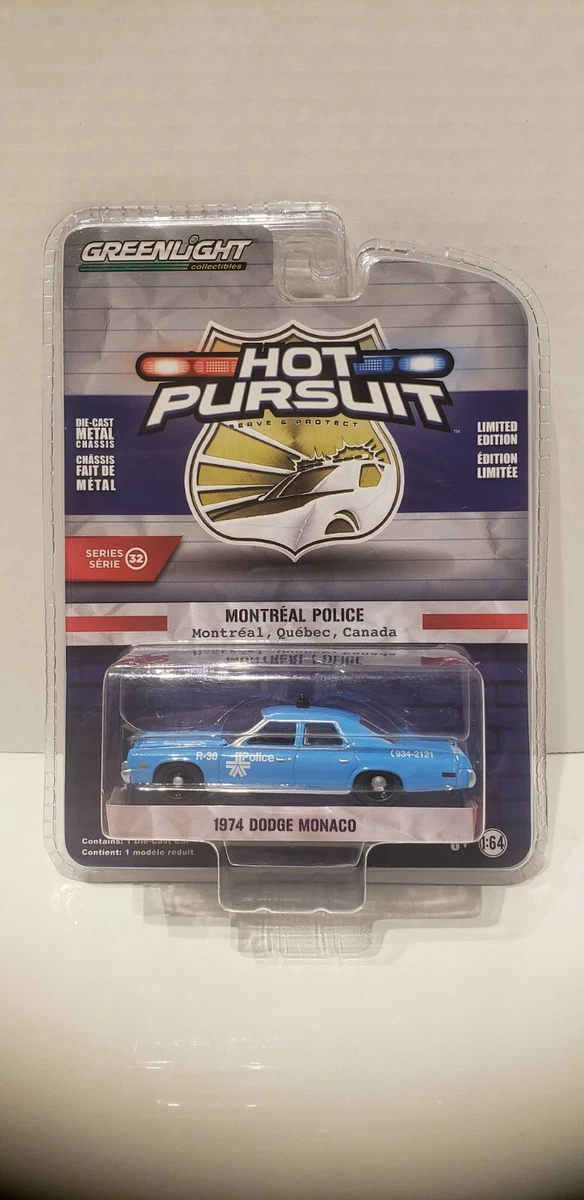 GREENLiGHT
collectibles
HOT
PURSUIT
™
SERVE & PROTECT
DIE-CAST
METAL
CHASSIS
CHÂSSIS
FAIT DE
MÉTAL
LIMITED
EDITION
ÉDITION
LIMITÉE
SERIES
SÉRIE
32
MONTRÉAL POLICE
Montréal, Québec, Canada
R-30
Police
934-2121
1974 DODGE MONACO
Contains: 1 Die-Cast Car
Contient: 1 modèle réduit
1:64